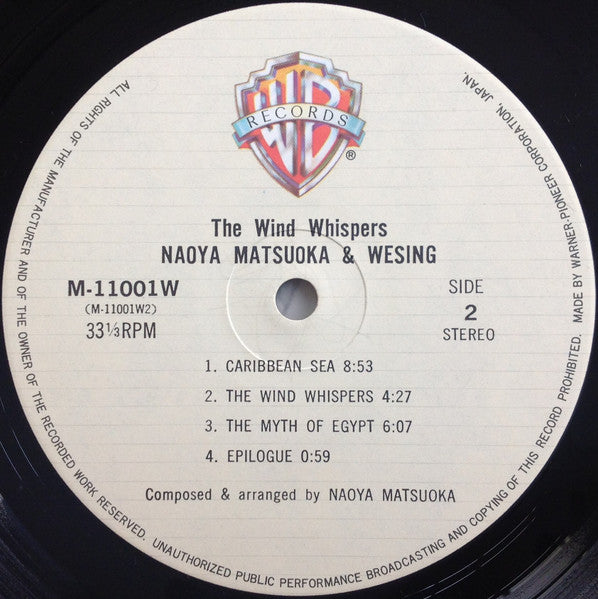 WB
RECORDS
®
The Wind Whispers
NAOYA MATSUOKA & WESING
M-11001W
(M-11001W2)
33⅓RPM
SIDE
2
STEREO
1. CARIBBEAN SEA 8:53
2. THE WIND WHISPERS 4:27
3. THE MYTH OF EGYPT 6:07
4. EPILOGUE 0:59
Composed & arranged by NAOYA MATSUOKA
ALL RIGHTS OF THE MANUFACTURER AND OF THE OWNER OF THE RECORDED WORK RESERVED. UNAUTHORIZED PUBLIC PERFORMANCE BROADCASTING AND COPYING OF THIS RECORD PROHIBITED. MADE BY WARNER-PIONEER CORPORATION, JAPAN.